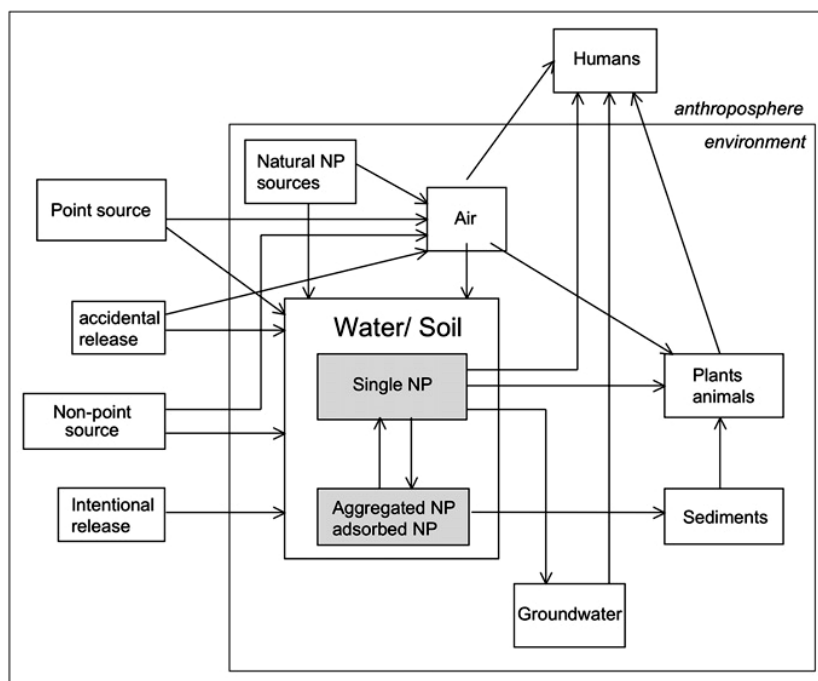 Humans
anthroposphere
environment
Natural NP
sources
Point source
Air
accidental
release
Water/ Soil
Single NP
Plants
animals
Non-point
source
Intentional
release
Aggregated NP
adsorbed NP
Sediments
Groundwater